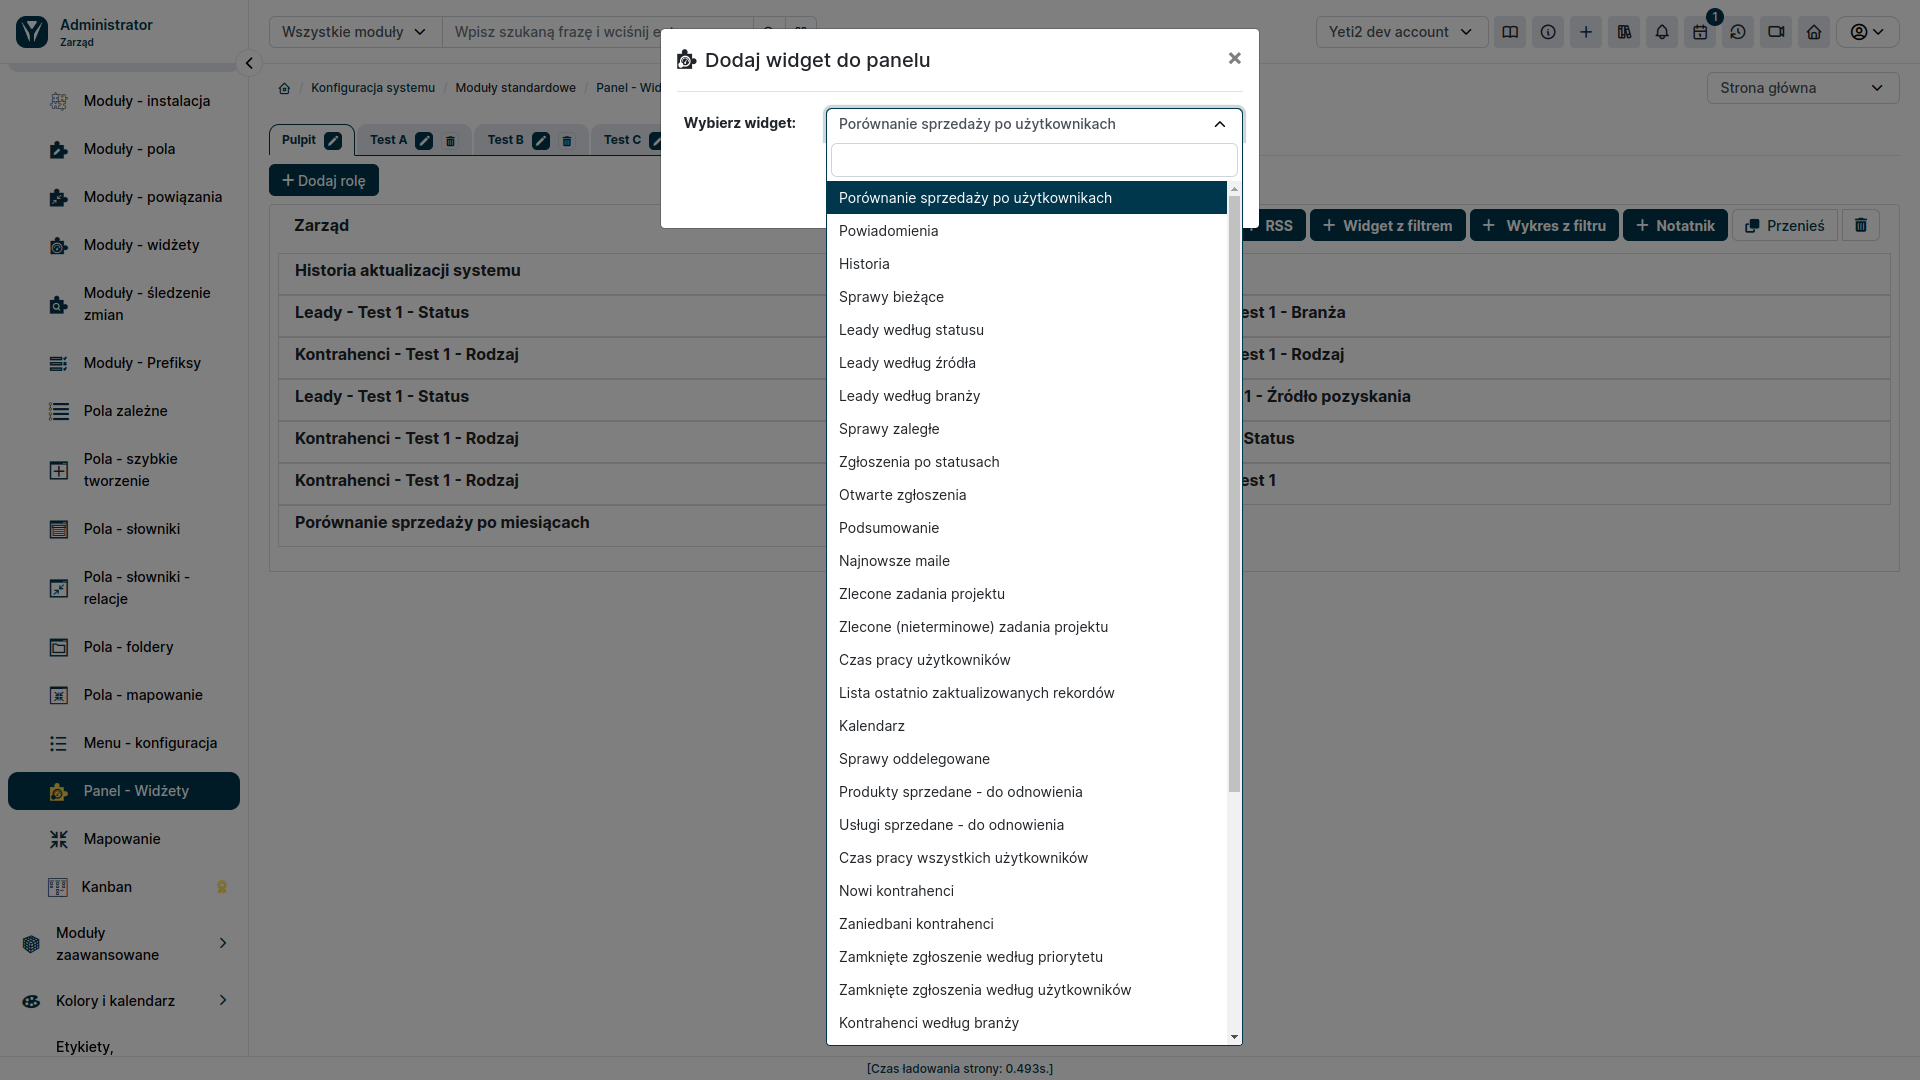 Administrator
Zarząd
Wszystkie moduły
Wpisz szukaną frazę i wciśnij
Yeti2 dev account
1
Konfiguracja systemu / Moduły standardowe / Panel - Wid
Strona główna
Pulpit
Test A
Test B
Test C
Dodaj rolę
Zarząd
RSS
Widget z filtrem
Wykres z filtru
Notatnik
Przenieś
Historia aktualizacji systemu
Leady - Test 1 - Status
est 1 - Branża
Kontrahenci - Test 1 - Rodzaj
est 1 - Rodzaj
Leady - Test 1 - Status
1 - Źródło pozyskania
Kontrahenci - Test 1 - Rodzaj
Status
Kontrahenci - Test 1 - Rodzaj
est 1
Porównanie sprzedaży po miesiącach
Moduły - instalacja
Moduły - pola
Moduły - powiązania
Moduły - widżety
Moduły - śledzenie
zmian
Moduły - Prefiksy
Pola zależne
Pola - szybkie
tworzenie
Pola - słowniki
Pola - słowniki -
relacje
Pola - foldery
Pola - mapowanie
Menu - konfiguracja
Panel - Widżety
Mapowanie
Kanban
Moduły
zaawansowane
Kolory i kalendarz
Etykiety,
Dodaj widget do panelu
×
Wybierz widget:
Porównanie sprzedaży po użytkownikach
Porównanie sprzedaży po użytkownikach
Powiadomienia
Historia
Sprawy bieżące
Leady według statusu
Leady według źródła
Leady według branży
Sprawy zaległe
Zgłoszenia po statusach
Otwarte zgłoszenia
Podsumowanie
Najnowsze maile
Zlecone zadania projektu
Zlecone (nieterminowe) zadania projektu
Czas pracy użytkowników
Lista ostatnio zaktualizowanych rekordów
Kalendarz
Sprawy oddelegowane
Produkty sprzedane - do odnowienia
Usługi sprzedane - do odnowienia
Czas pracy wszystkich użytkowników
Nowi kontrahenci
Zaniedbani kontrahenci
Zamknięte zgłoszenie według priorytetu
Zamknięte zgłoszenia według użytkowników
Kontrahenci według branży
[Czas ładowania strony: 0.493s.]